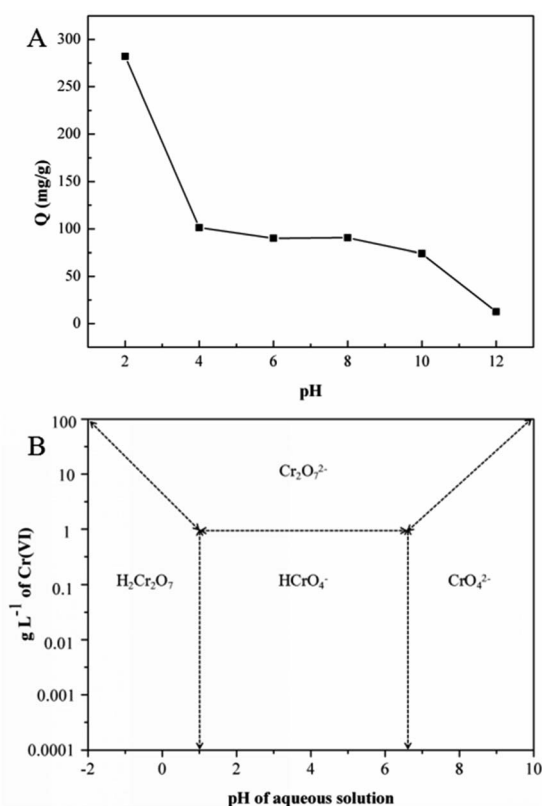 A
300
250
200
150
100
50
0
Q (mg/g)
2 4 6 8 10 12
pH
B
100
10
1
0.1
0.01
0.001
0.0001
g L⁻¹ of Cr(VI)
Cr₂O₇²⁻
H₂Cr₂O₇ HCrO₄⁻ CrO₄²⁻
-2 0 2 4 6 8 10
pH of aqueous solution